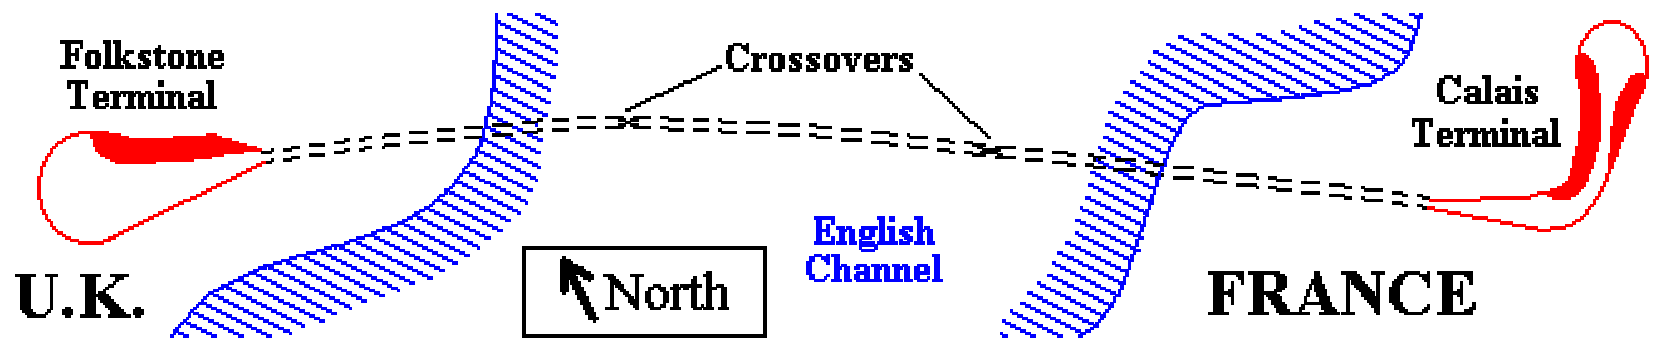 Folkstone
Terminal
Crossovers
Calais
Terminal
English
Channel
U.K.
North
FRANCE